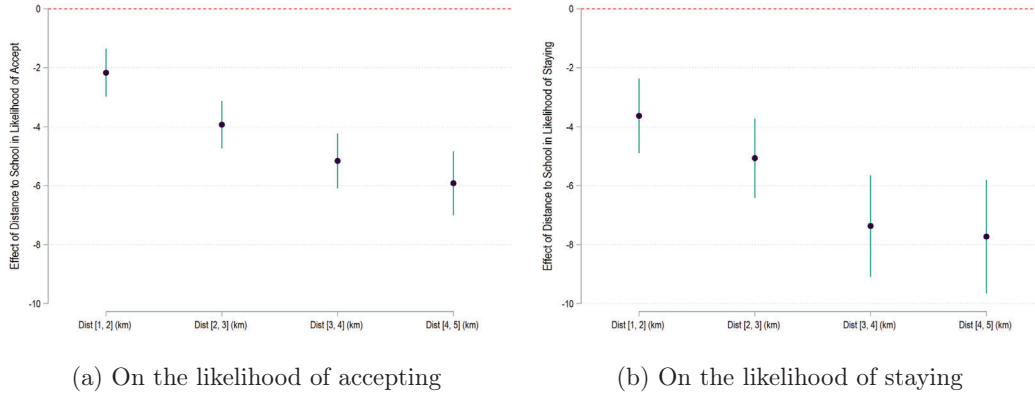 Effect of Distance to School in Likelihood of Accept
0
-2
-4
-6
-8
-10
Dist [1, 2] (km)
Dist [2, 3] (km)
Dist [3, 4] (km)
Dist [4, 5] (km)
(a) On the likelihood of accepting
Effect of Distance to School in Likelihood of Staying
0
-2
-4
-6
-8
-10
Dist [1, 2] (km)
Dist [2, 3] (km)
Dist [3, 4] (km)
Dist [4, 5] (km)
(b) On the likelihood of staying